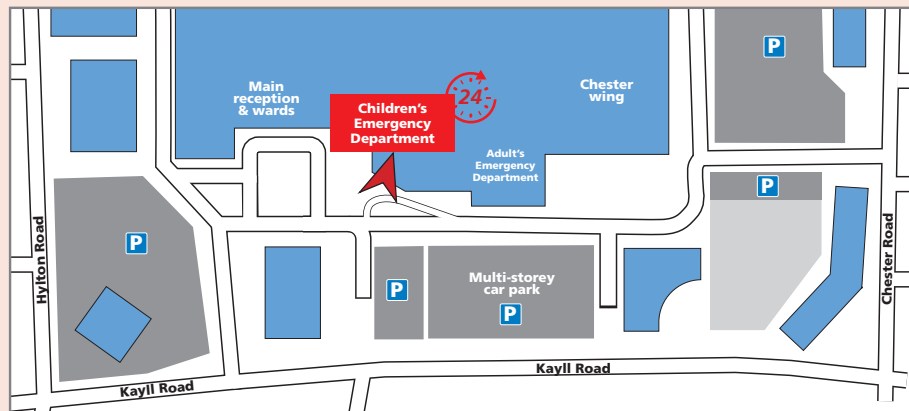 P
Main
reception
& wards
Children's
Emergency
Department
24
Chester
wing
Adult's
Emergency
Department
P
P
Hylton Road
P
Multi-storey
car park
P
Chester Road
Kayll Road
Kayll Road